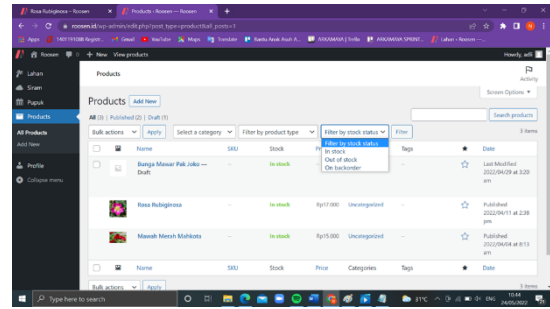 Rosa Rubiginosa - Roosen
Products ‹ Roosen — Roosen
roosen.id/wp-admin/edit.php?post_type=product&all_posts=1
Apps
Gmail
YouTube
Maps
Translate
ARKAMAYA | Trello
Roosen
0
New
View products
Howdy, adli
Lahan
Siram
Pupuk
Products
All Products
Add New
Profile
Collapse menu
Products
Activity
Screen Options
Products
Add New
All (3) | Published (2) | Draft (1)
Search products
Bulk actions
Apply
Select a category
Filter by product type
Filter by stock status
Filter
3 items
Filter by stock status
In stock
Out of stock
On backorder
Name
SKU
Stock
Tags
Date
Bunga Mawar Pak Joko —
Draft
In stock
Last Modified
2022/04/29 at 3:20
am
Rosa Rubiginosa
In stock
Rp17.000
Uncategorized
Published
2022/04/11 at 2:38
pm
Mawah Merah Mahkota
In stock
Rp15.000
Uncategorized
Published
2022/04/04 at 8:13
am
Name
SKU
Stock
Price
Categories
Tags
Date
Bulk actions
Apply
3 items
Type here to search
31°C
ENG
10:44
24/05/2022